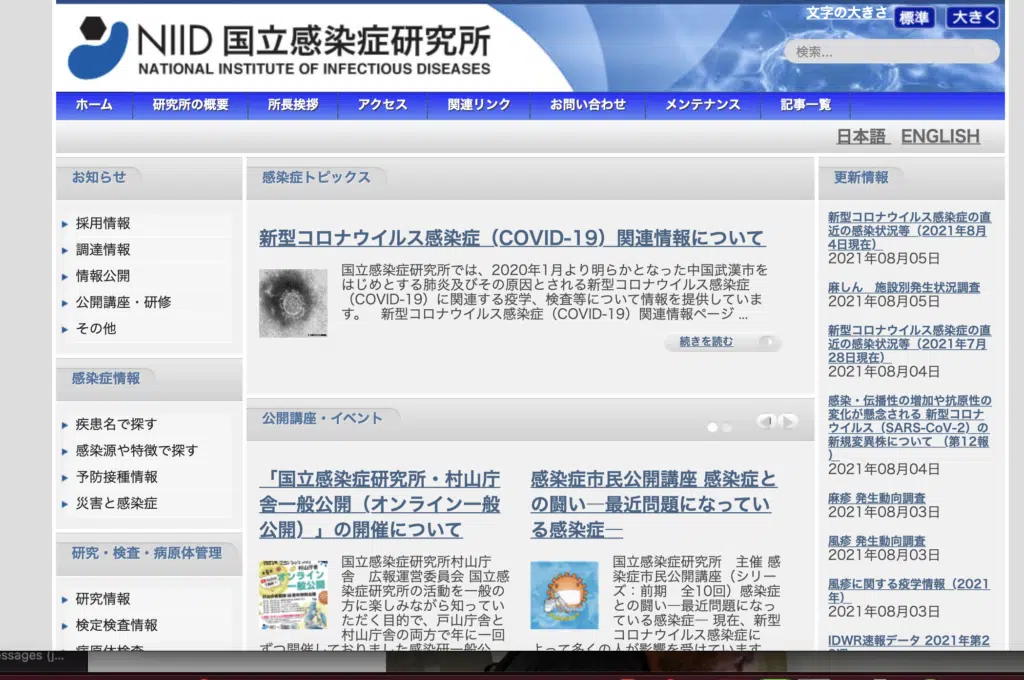 文字の大きさ 標準 大きく
NIID 国立感染症研究所
NATIONAL INSTITUTE OF INFECTIOUS DISEASES
検索...
ホーム 研究所の概要 所長挨拶 アクセス 関連リンク お問い合わせ メンテナンス 記事一覧
日本語 ENGLISH
お知らせ
採用情報
調達情報
情報公開
公開講座・研修
その他
感染症情報
疾患名で探す
感染源や特徴で探す
予防接種情報
災害と感染症
研究・検査・病原体管理
研究情報
検定検査情報
感染症トピックス
新型コロナウイルス感染症（COVID-19）関連情報について
国立感染症研究所では、2020年1月より明らかとなった中国武漢市を
はじめとする肺炎及びその原因とされる新型コロナウイルス感染症
（COVID-19）に関連する疫学、検査等について情報を提供していま
す。　新型コロナウイルス感染症（COVID-19）関連情報ページ ...
続きを読む
公開講座・イベント
「国立感染症研究所・村山庁
舎一般公開（オンライン一般
公開）」の開催について
国立感染症研究所村山庁
舎　広報運営委員会 国立感
染症研究所の活動を一般の
方に楽しみながら知ってい
ただく目的で、戸山庁舎と
村山庁舎の両方で年に一回
ずつ開催しておりました感染研一般公
感染症市民公開講座 感染症と
の闘い―最近問題になってい
る感染症―
国立感染症研究所　主催 感
染症市民公開講座（シリー
ズ：前期　全10回）感染症
との闘い―最近問題になっ
ている感染症― 現在、新型
コロナウイルス感染症に
よって多くの人が影響を受けています。
更新情報
新型コロナウイルス感染症の直
近の感染状況等（2021年8月
4日現在）
2021年08月05日
麻しん　施設別発生状況調査
2021年08月05日
新型コロナウイルス感染症の直
近の感染状況等（2021年7月
28日現在）
2021年08月04日
感染・伝播性の増加や抗原性の
変化が懸念される 新型コロナ
ウイルス（SARS-CoV-2）の
新規変異株について （第12報
）
2021年08月04日
麻疹 発生動向調査
2021年08月03日
風疹 発生動向調査
2021年08月03日
風疹に関する疫学情報（2021
年）
2021年08月03日
IDWR速報データ 2021年第2